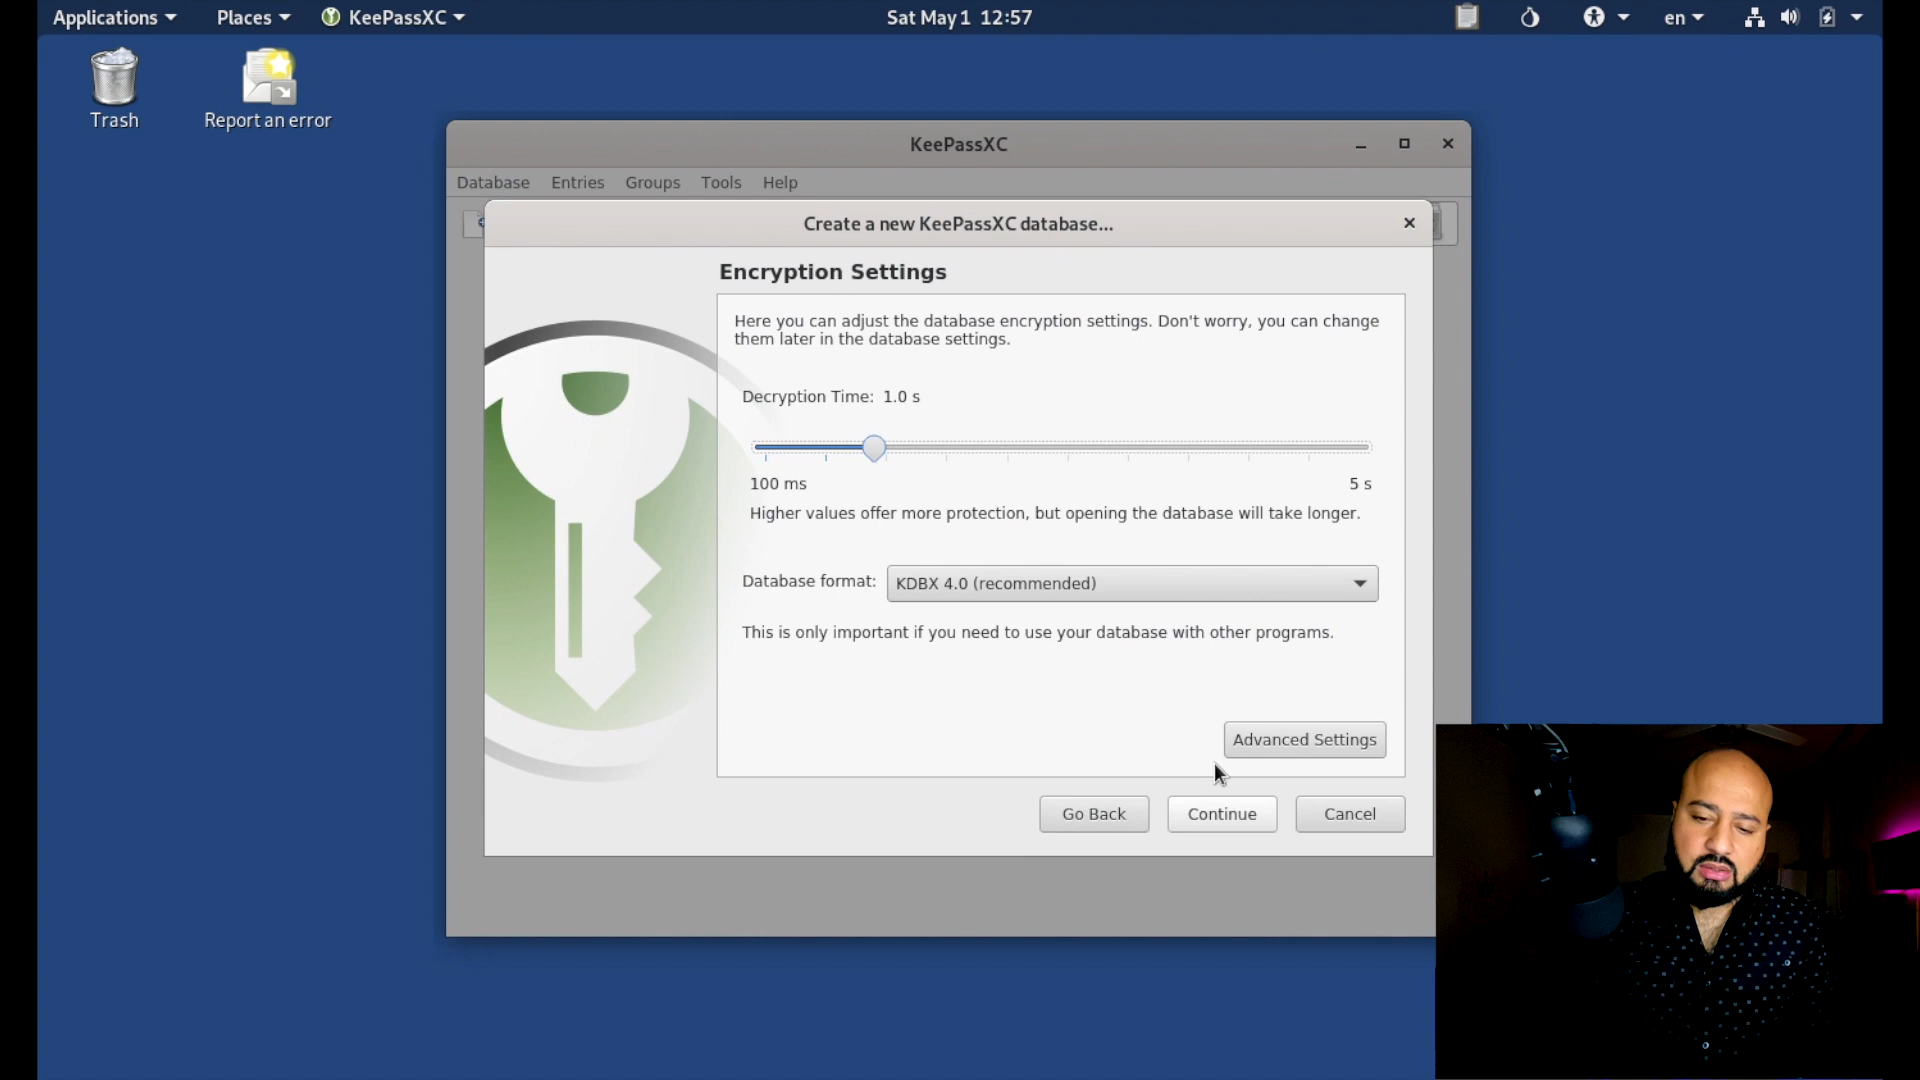 Applications Places KeePassXC Sat May 1 12:57 en
Trash Report an error
KeePassXC
Database Entries Groups Tools Help
Create a new KeePassXC database...
Encryption Settings
Here you can adjust the database encryption settings. Don't worry, you can change
them later in the database settings.
Decryption Time: 1.0 s
100 ms 5 s
Higher values offer more protection, but opening the database will take longer.
Database format: KDBX 4.0 (recommended)
This is only important if you need to use your database with other programs.
Advanced Settings
Go Back Continue Cancel